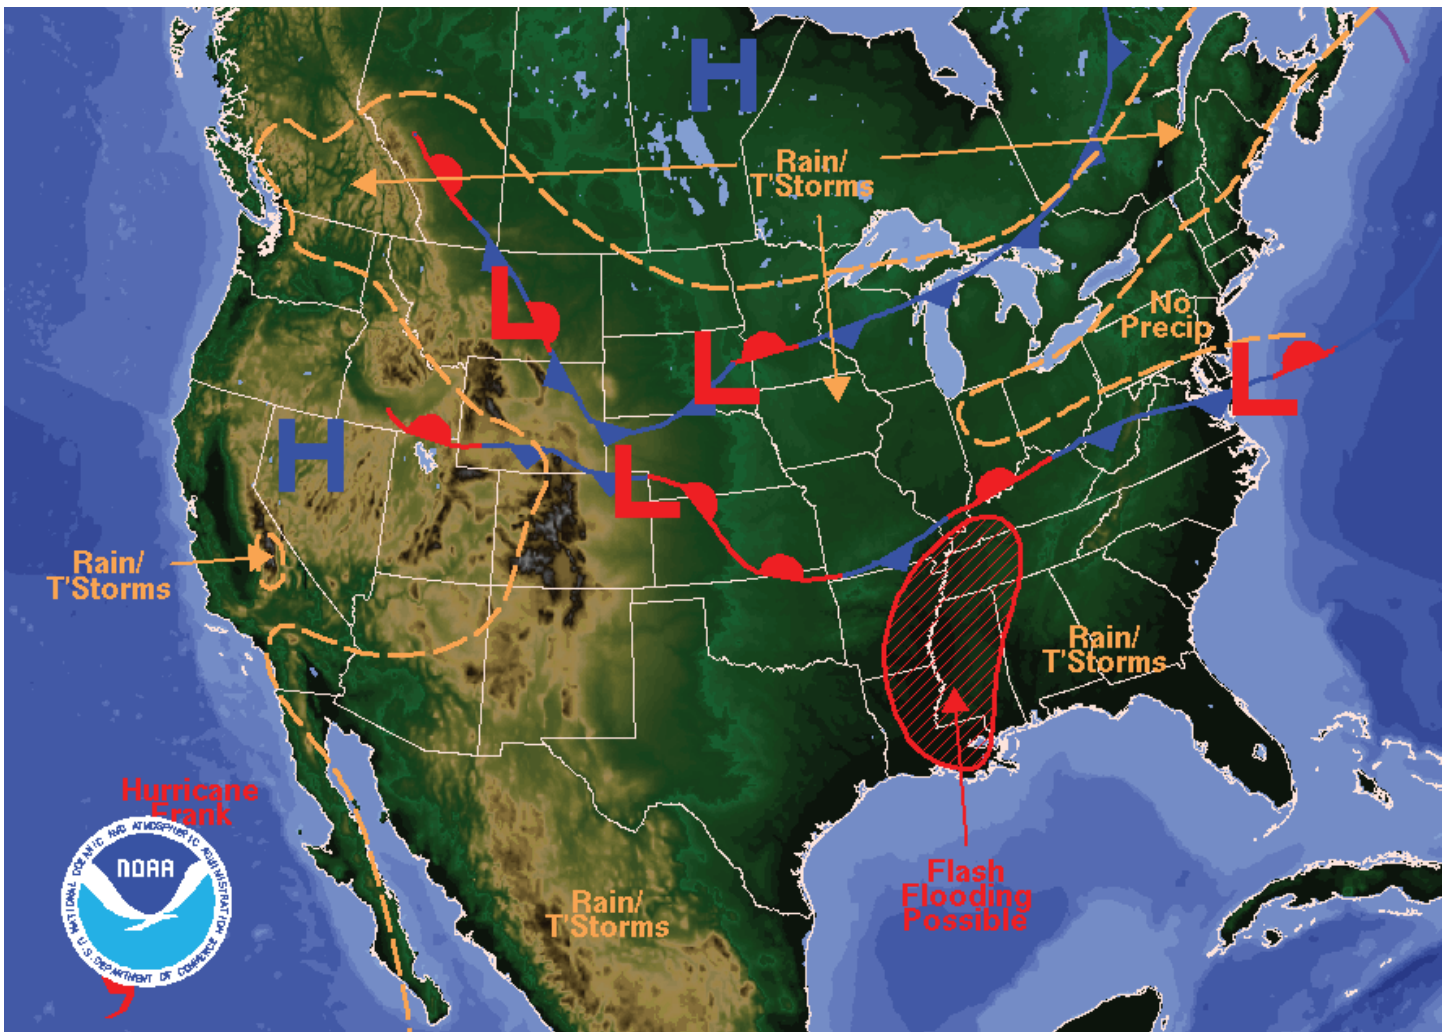 H
Rain/
T'Storms
L
No
Precip
L
L
H
L
Rain/
T'Storms
Rain/
T'Storms
Hurricane
Frank
NATIONAL OCEANIC AND ATMOSPHERIC ADMINISTRATION
NOAA
U.S. DEPARTMENT OF COMMERCE
Flash
Flooding
Possible
Rain/
T'Storms